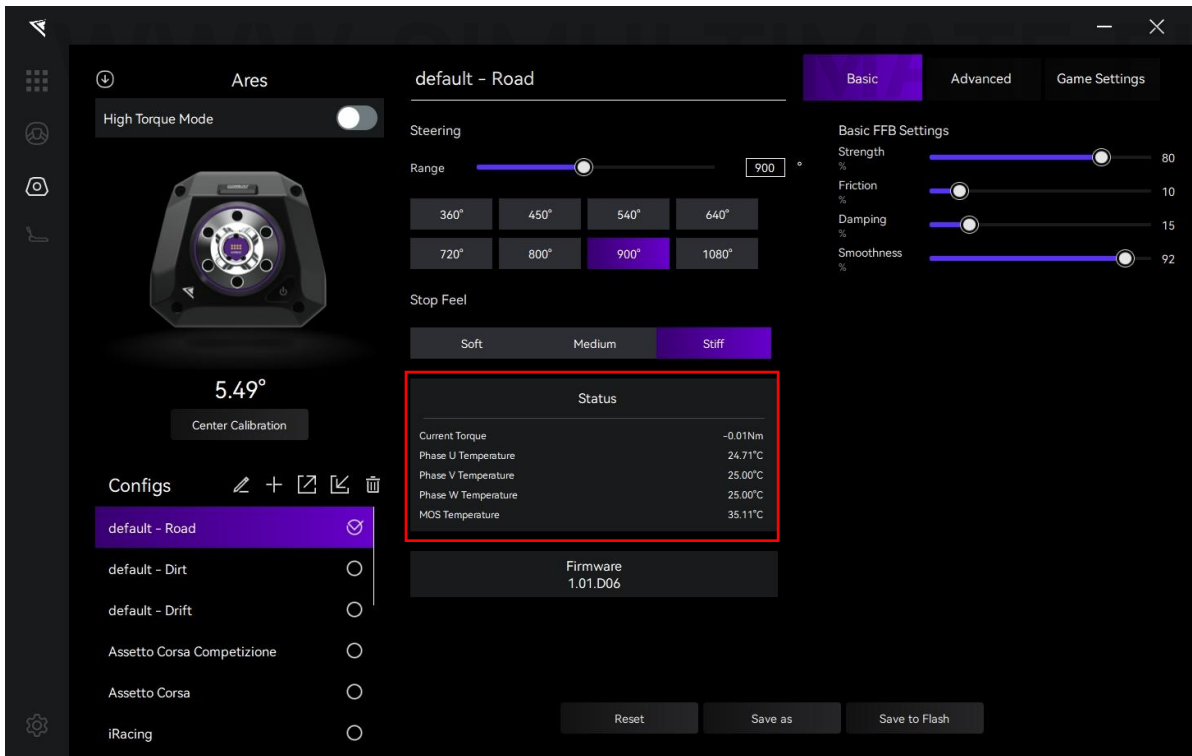 Ares
High Torque Mode
5.49°
Center Calibration
Configs
default - Road
default - Dirt
default - Drift
Assetto Corsa Competizione
Assetto Corsa
iRacing
default - Road
Steering
Range 900 °
360° 450° 540° 640°
720° 800° 900° 1080°
Stop Feel
Soft Medium Stiff
Status
Current Torque -0.01Nm
Phase U Temperature 24.71°C
Phase V Temperature 25.00°C
Phase W Temperature 25.00°C
MOS Temperature 35.11°C
Firmware
1.01.D06
Reset Save as Save to Flash
Basic Advanced Game Settings
Basic FFB Settings
Strength
% 80
Friction
% 10
Damping
% 15
Smoothness
% 92